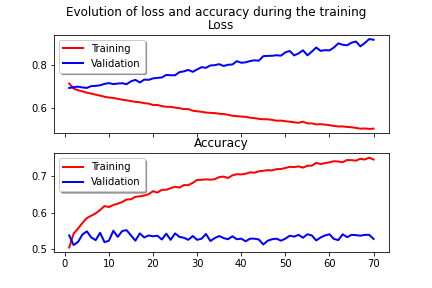 Evolution of loss and accuracy during the training
Loss
Training
Validation
0.8
0.6
Accuracy
Training
Validation
0.7
0.6
0.5
0 10 20 30 40 50 60 70